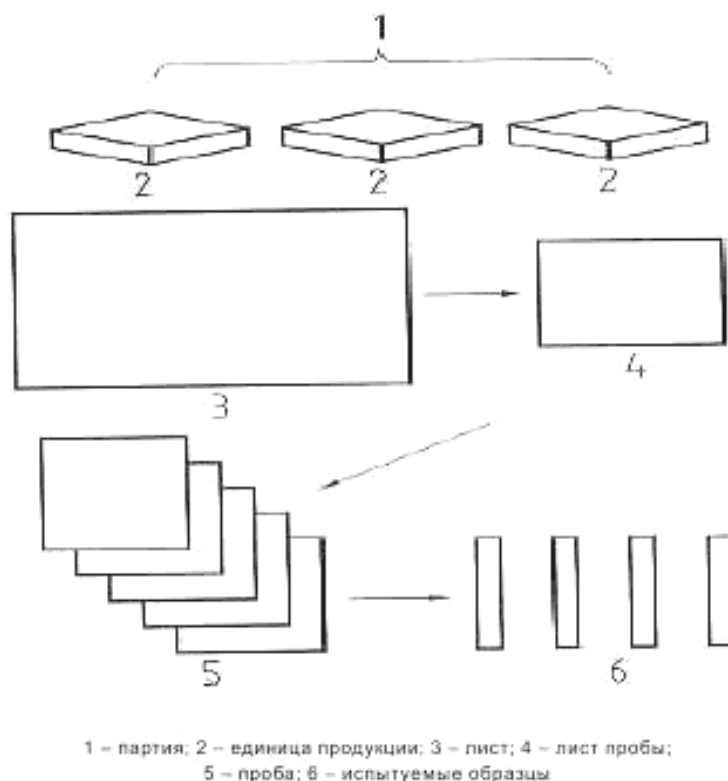 1
2 2 2
3
4
5
6
1 – партия; 2 – единица продукции; 3 – лист; 4 – лист пробы;
5 – проба; 6 – испытуемые образцы